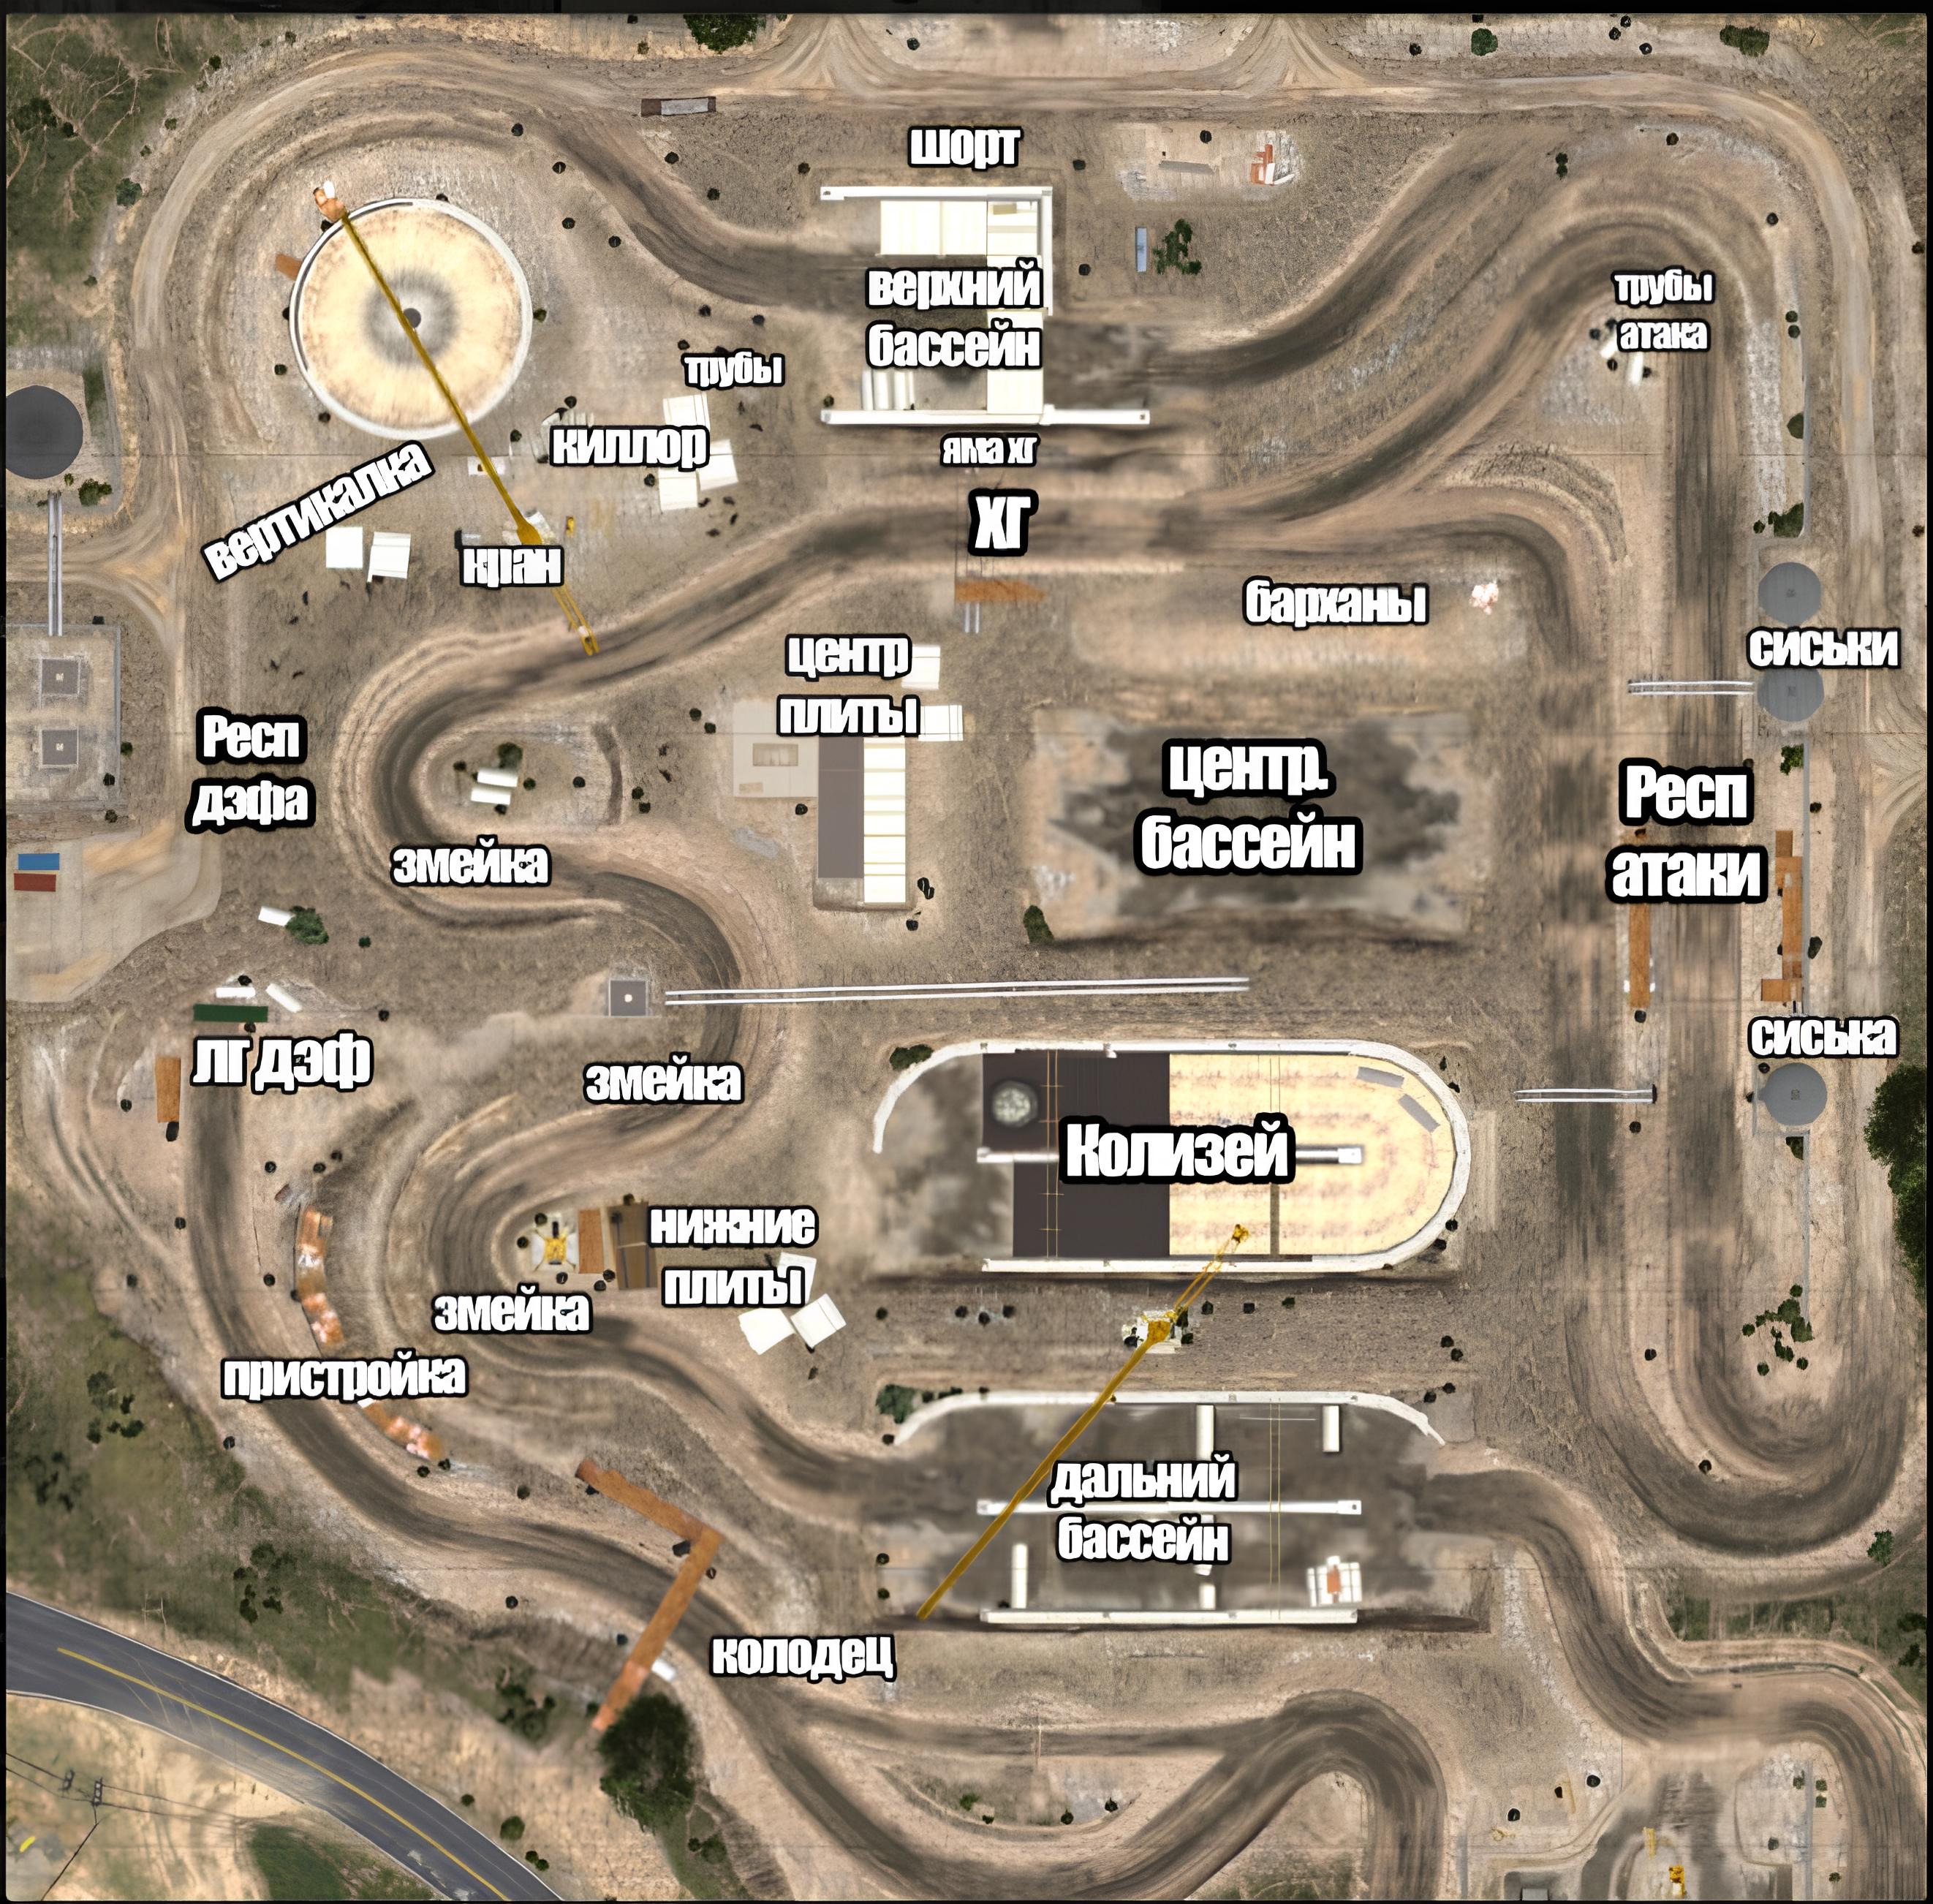 шорт
верхний
бассейн
трубы
атака
трубы
киллор
яма хг
вертикалка
ХГ
кран
барханы
центр
плиты
сиськи
Респ
дэфа
центр.
бассейн
Респ
атаки
змейка
лг дэф
сиська
змейка
Колизей
нижние
плиты
змейка
пристройка
дальний
бассейн
колодец